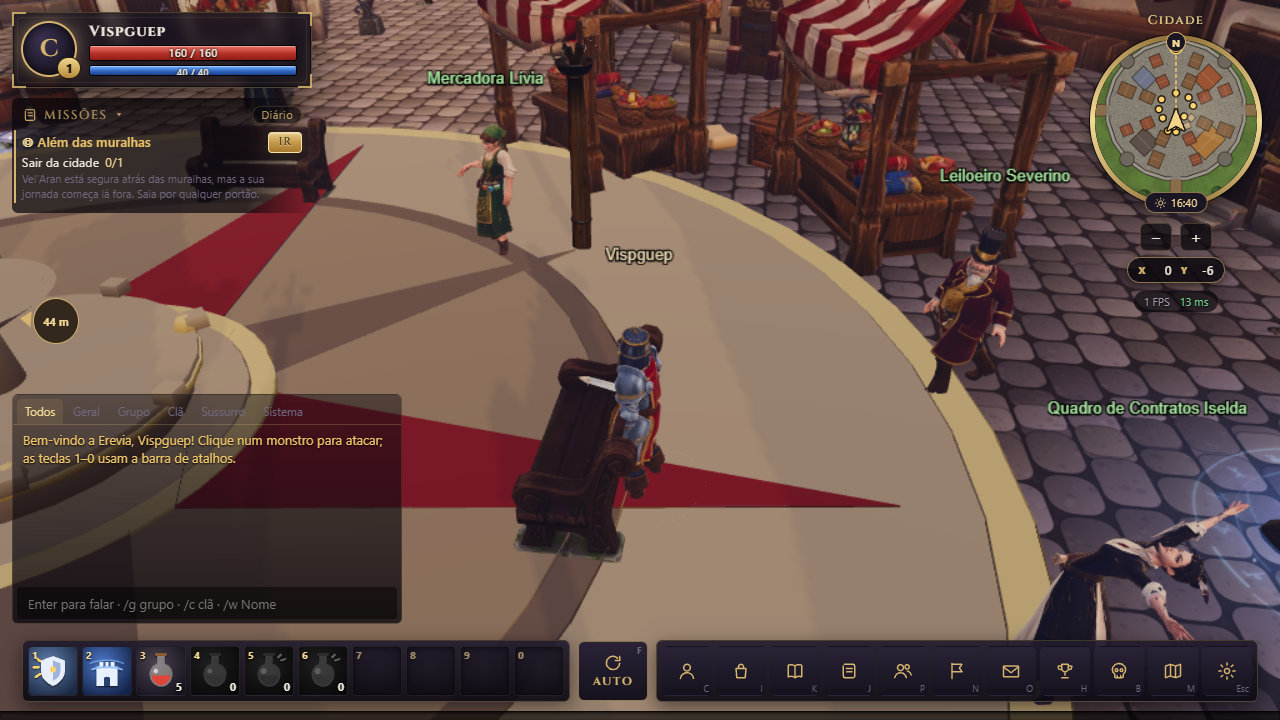 C
1
VISPGUEP
160 / 160
40 / 40
MISSÕES
Diário
Além das muralhas
IR
Sair da cidade 0/1
Vel'Aran está segura atrás das muralhas, mas a sua
jornada começa lá fora. Saia por qualquer portão.
Mercadora Lívia
Leiloeiro Severino
Vispguep
Quadro de Contratos Iselda
CIDADE
N
16:40
−
+
X 0 Y -6
1 FPS 13 ms
44 m
Todos Geral Grupo Clã Sussurro Sistema
Bem-vindo a Erevia, Vispguep! Clique num monstro para atacar;
as teclas 1–0 usam a barra de atalhos.
Enter para falar · /g grupo · /c clã · /w Nome
1 2 3 4 5 6 7 8 9 0
5 0 0 0
F
AUTO
C I K J P N O H B M Esc